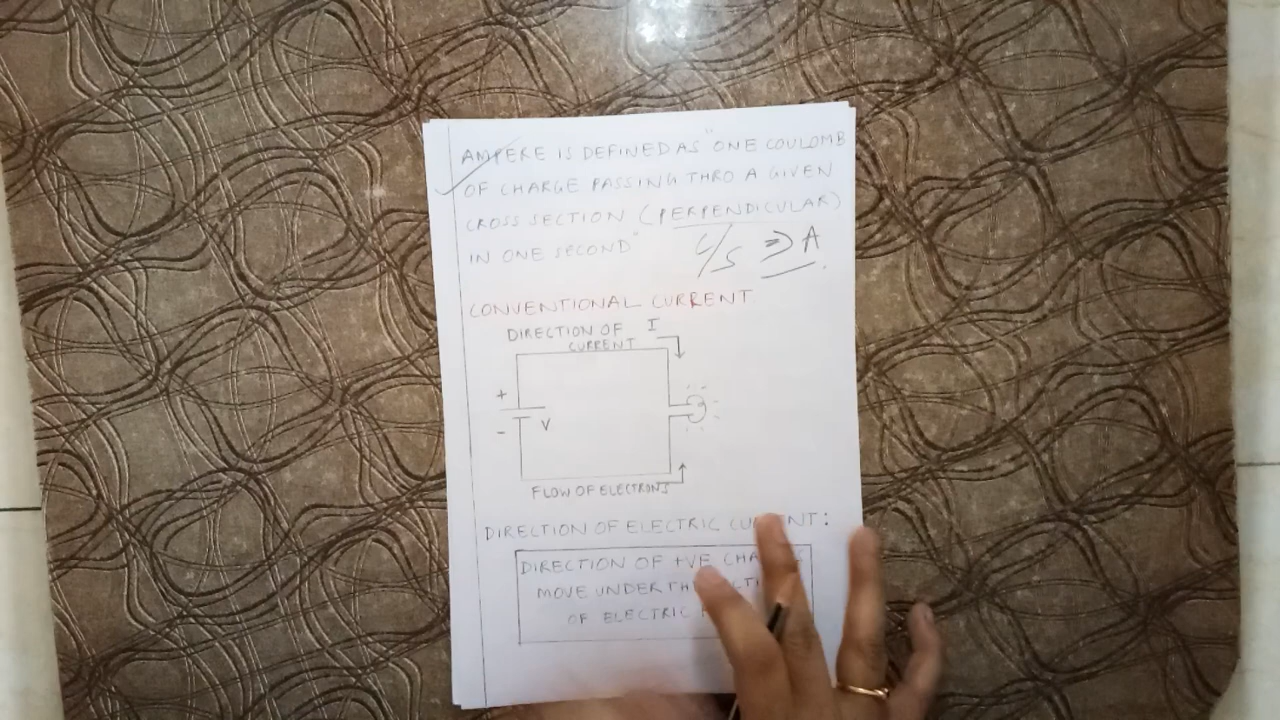 AMPERE IS DEFINED AS "ONE COULOMB
OF CHARGE PASSING THRO A GIVEN
CROSS SECTION (PERPENDICULAR)
IN ONE SECOND"
C/S ⇒ A
CONVENTIONAL CURRENT
DIRECTION OF
CURRENT
I
+
V
-
FLOW OF ELECTRONS
DIRECTION OF ELECTRIC :
DIRECTION OF +VE
MOVE UNDER
OF ELECTRIC